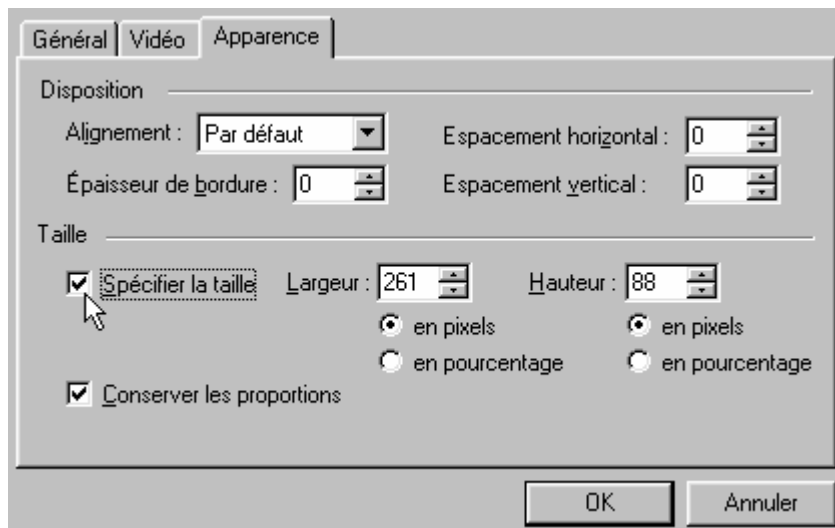 Général Vidéo Apparence
Disposition
Alignement : Par défaut Espacement horizontal : 0
Épaisseur de bordure : 0 Espacement vertical : 0
Taille
Spécifier la taille Largeur : 261 Hauteur : 88
en pixels en pixels
en pourcentage en pourcentage
Conserver les proportions
OK Annuler